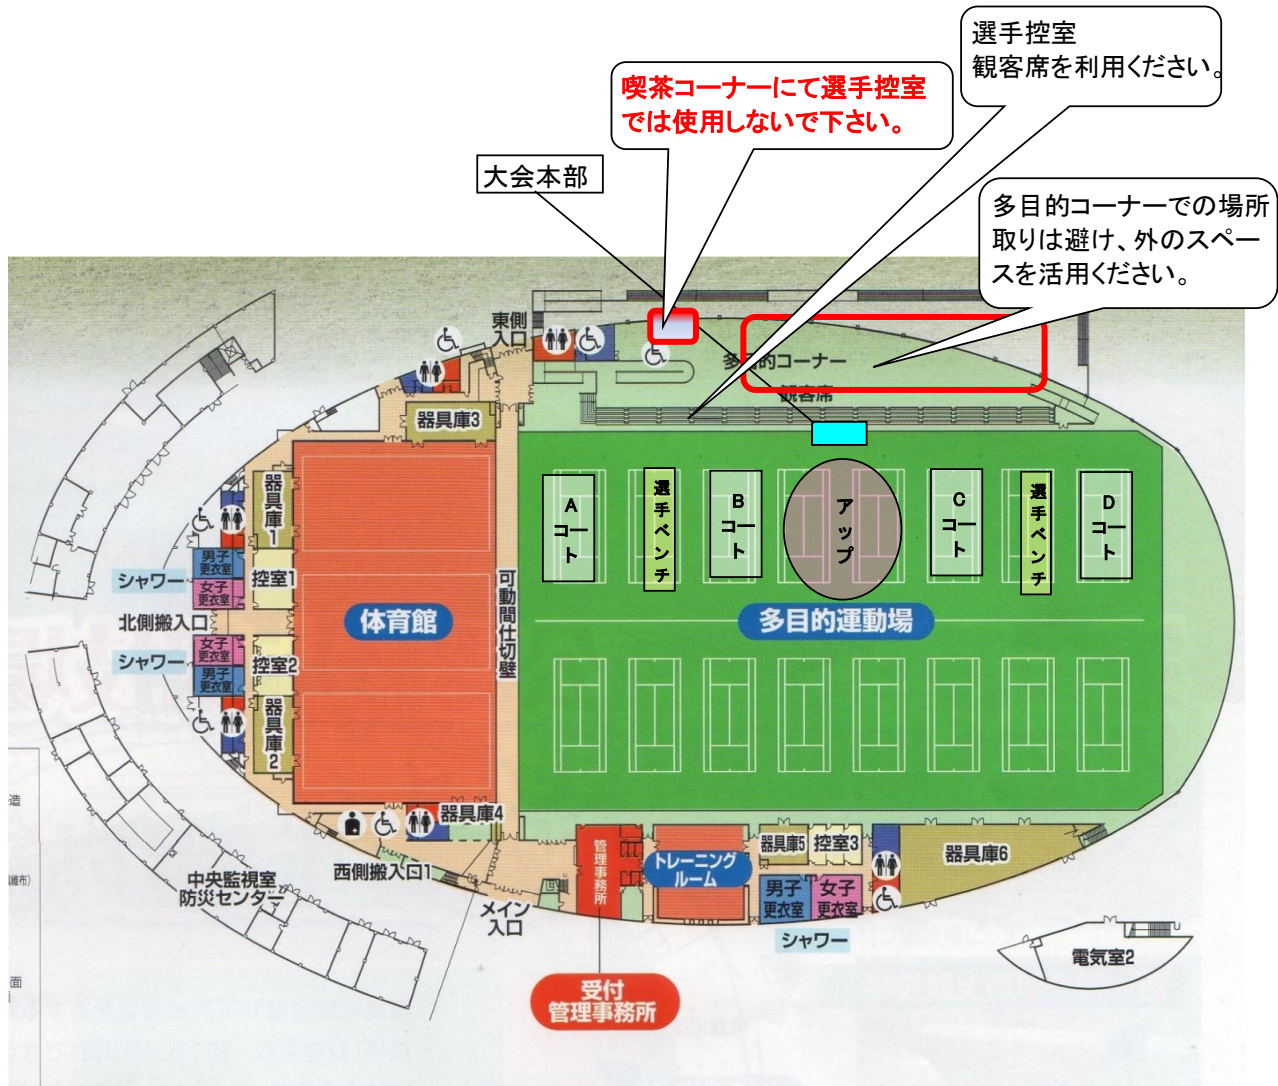 選手控室
観客席を利用ください。
喫茶コーナーにて選手控室
では使用しないで下さい。
大会本部
多目的コーナーでの場所
取りは避け、外のスペー
スを活用ください。
東側
入口
多目的コーナー
観客席
器具庫3
器具庫1
Aコート
選手ベンチ
Bコート
アップ
Cコート
選手ベンチ
Dコート
男子
更衣室
シャワー
控室1
女子
更衣室
北側搬入口
可動間仕切壁
体育館
多目的運動場
女子
更衣室
シャワー
控室2
男子
更衣室
器具庫2
器具庫4
西側搬入口1
中央監視室
防災センター
メイン
入口
管理事務所
トレーニング
ルーム
器具庫5
控室3
器具庫6
男子
更衣室
女子
更衣室
シャワー
電気室2
受付
管理事務所
造
面